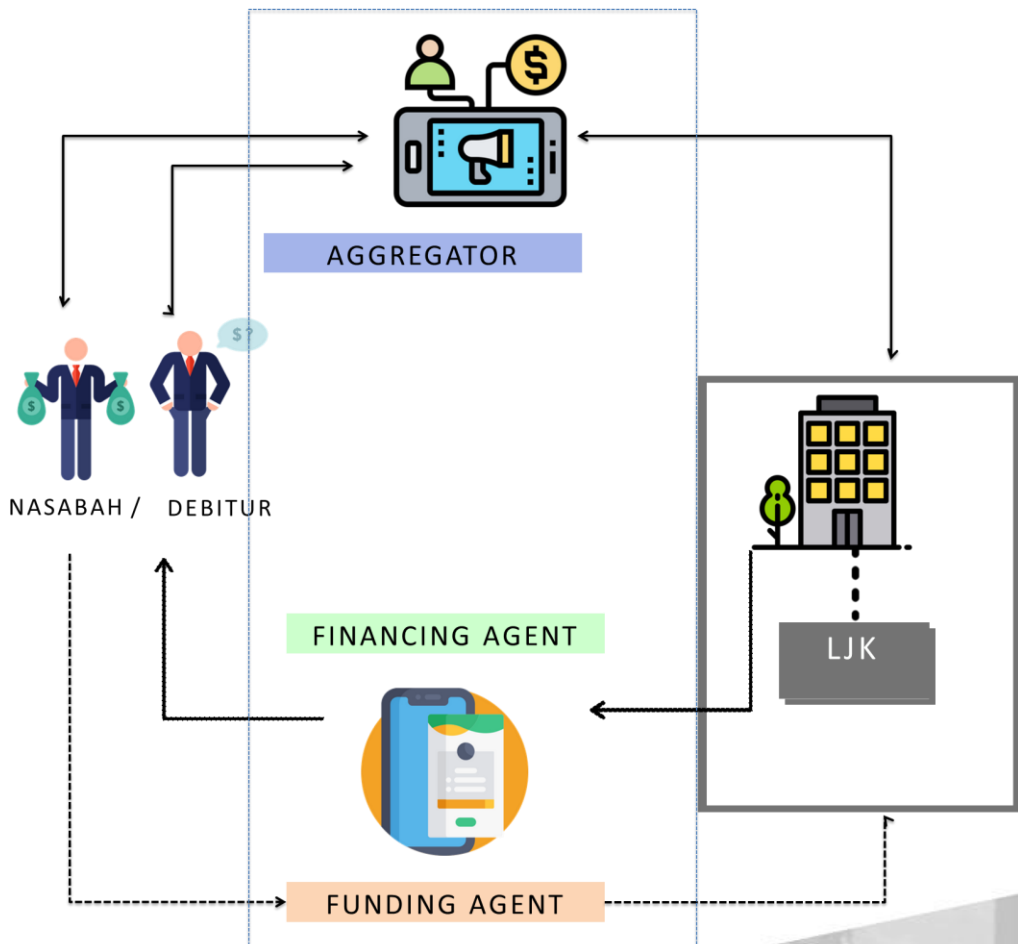 $
AGGREGATOR
$?
$ $
NASABAH / DEBITUR
FINANCING AGENT
LJK
FUNDING AGENT